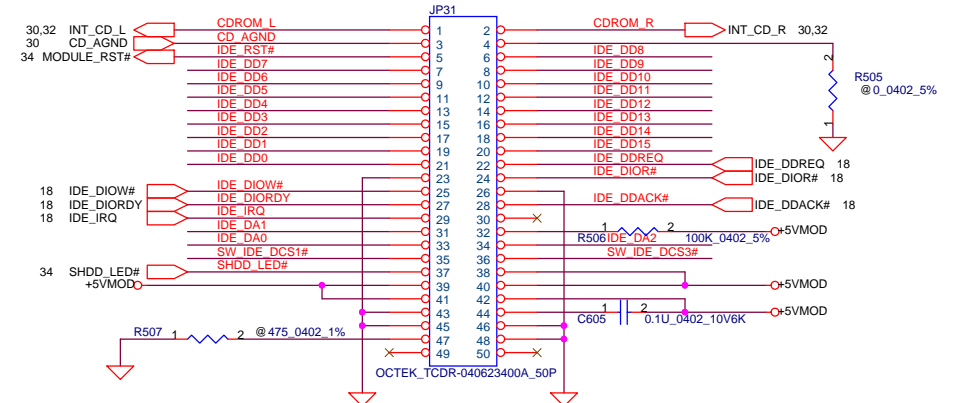 JP31
30,32 INT_CD_L CDROM_L 1 2 CDROM_R INT_CD_R 30,32
30 CD_AGND CD_AGND 3 4
34 MODULE_RST# IDE_RST# 5 6 IDE_DD8
IDE_DD7 7 8 IDE_DD9
IDE_DD6 9 10 IDE_DD10
IDE_DD5 11 12 IDE_DD11
IDE_DD4 13 14 IDE_DD12
IDE_DD3 15 16 IDE_DD13
IDE_DD2 17 18 IDE_DD14
IDE_DD1 19 20 IDE_DD15
IDE_DD0 21 22 IDE_DDREQ IDE_DDREQ 18
23 24 IDE_DIOR# IDE_DIOR# 18
18 IDE_DIOW# IDE_DIOW# 25 26
18 IDE_DIORDY IDE_DIORDY 27 28 IDE_DDACK# IDE_DDACK# 18
18 IDE_IRQ IDE_IRQ 29 30
IDE_DA1 31 32 1 2 +5VMOD
R506 100K_0402_5%
IDE_DA0 33 34 IDE_DA2
SW_IDE_DCS1# 35 36 SW_IDE_DCS3#
34 SHDD_LED# SHDD_LED# 37 38
+5VMOD 39 40 +5VMOD
41 42
43 44 1 2 +5VMOD
C605 0.1U_0402_10V6K
45 46
R507 1 2 @475_0402_1% 47 48
49 50
OCTEK_TCDR-040623400A_50P
2
R505
@0_0402_5%
1